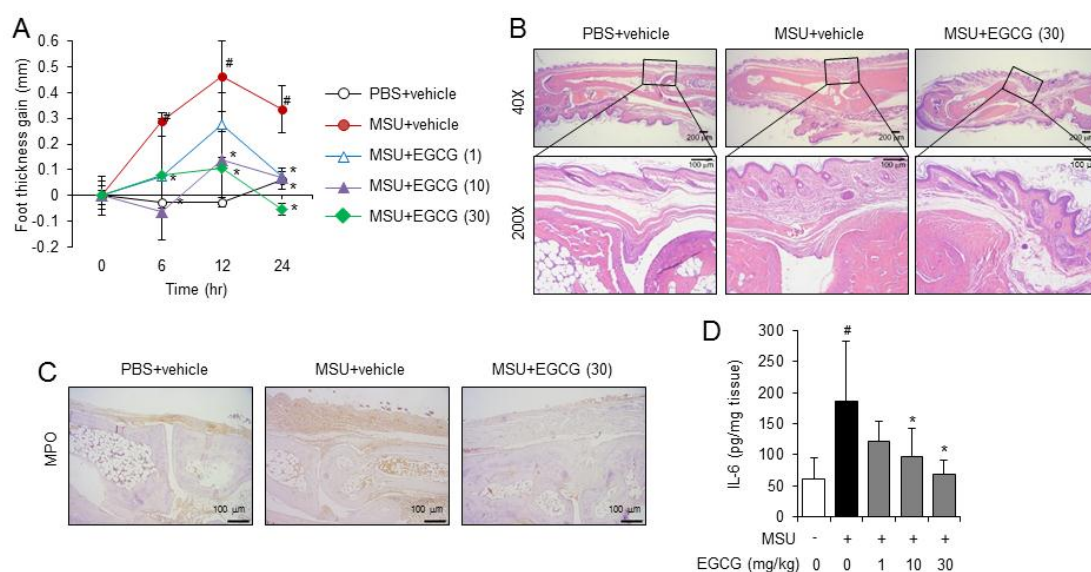 A
Foot thickness gain (mm)
0.6
0.5
0.4
0.3
0.2
0.1
0
-0.1
-0.2
0 6 12 24
Time (hr)
# # #
* * * * * * *
PBS+vehicle
MSU+vehicle
MSU+EGCG (1)
MSU+EGCG (10)
MSU+EGCG (30)
B
PBS+vehicle MSU+vehicle MSU+EGCG (30)
40X
200 µm 200 µm 200 µm
200X
100 µm 100 µm 100 µm
C
PBS+vehicle MSU+vehicle MSU+EGCG (30)
MPO
100 µm 100 µm 100 µm
D
IL-6 (pg/mg tissue)
300
250
200
150
100
50
0
# * *
MSU - + + + +
EGCG (mg/kg) 0 0 1 10 30